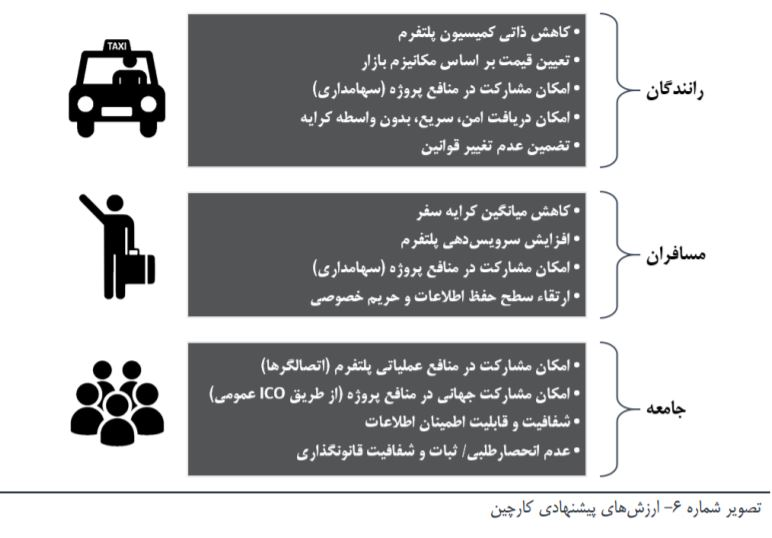 TAXI
رانندگان
• کاهش ذاتی کمیسیون پلتفرم
• تعیین قیمت بر اساس مکانیزم بازار
• امکان مشارکت در منافع پروژه (سهامداری)
• امکان دریافت امن، سریع، بدون واسطه کرایه
• تضمین عدم تغییر قوانین
مسافران
• کاهش میانگین کرایه سفر
• افزایش سرویس‌دهی پلتفرم
• امکان مشارکت در منافع پروژه (سهامداری)
• ارتقاء سطح حفظ اطلاعات و حریم خصوصی
جامعه
• امکان مشارکت در منافع عملیاتی پلتفرم (اتصالگرها)
• امکان مشارکت جهانی در منافع پروژه (از طریق ICO عمومی)
• شفافیت و قابلیت اطمینان اطلاعات
• عدم انحصارطلبی/ ثبات و شفافیت قانونگذاری
تصویر شماره ۶- ارزش‌های پیشنهادی کارچین